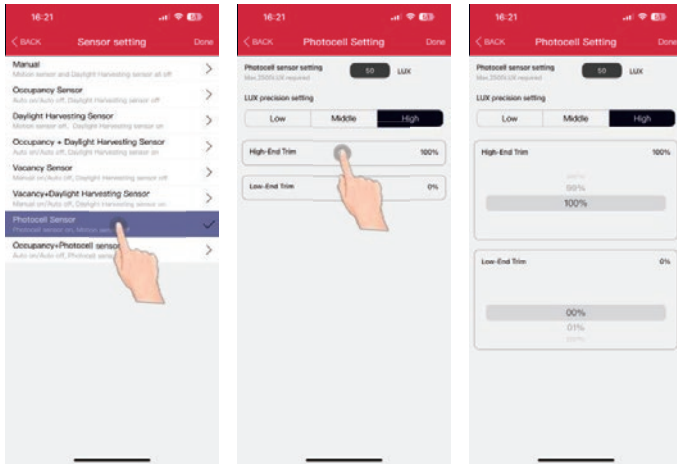 16:21
BACK Sensor setting Done
Manual
Motion sensor and Daylight Harvesting sensor all off
Occupancy Sensor
Auto on/Auto off, Daylight Harvesting sensor off
Daylight Harvesting Sensor
Motion sensor off, Daylight Harvesting sensor on
Occupancy + Daylight Harvesting Sensor
Auto on/Auto off, Daylight Harvesting sensor on
Vacancy Sensor
Manual on/Auto off, Daylight Harvesting sensor off
Vacancy+Daylight Harvesting Sensor
Manual on/Auto off, Daylight Harvesting sensor on
Photocell Sensor
Photocell sensor on, Motion
Occupancy+Photocell sensor
Auto on/Auto off, Photocell
16:21
BACK Photocell Setting Done
Photocell sensor setting 50 LUX
required
LUX precision setting
Low Middle High
High-End Trim 100%
Low-End Trim 0%
16:21
BACK Photocell Setting Done
Photocell sensor setting 50 LUX
required
LUX precision setting
Low Middle High
High-End Trim 100%
99%
100%
Low-End Trim 0%
00%
01%